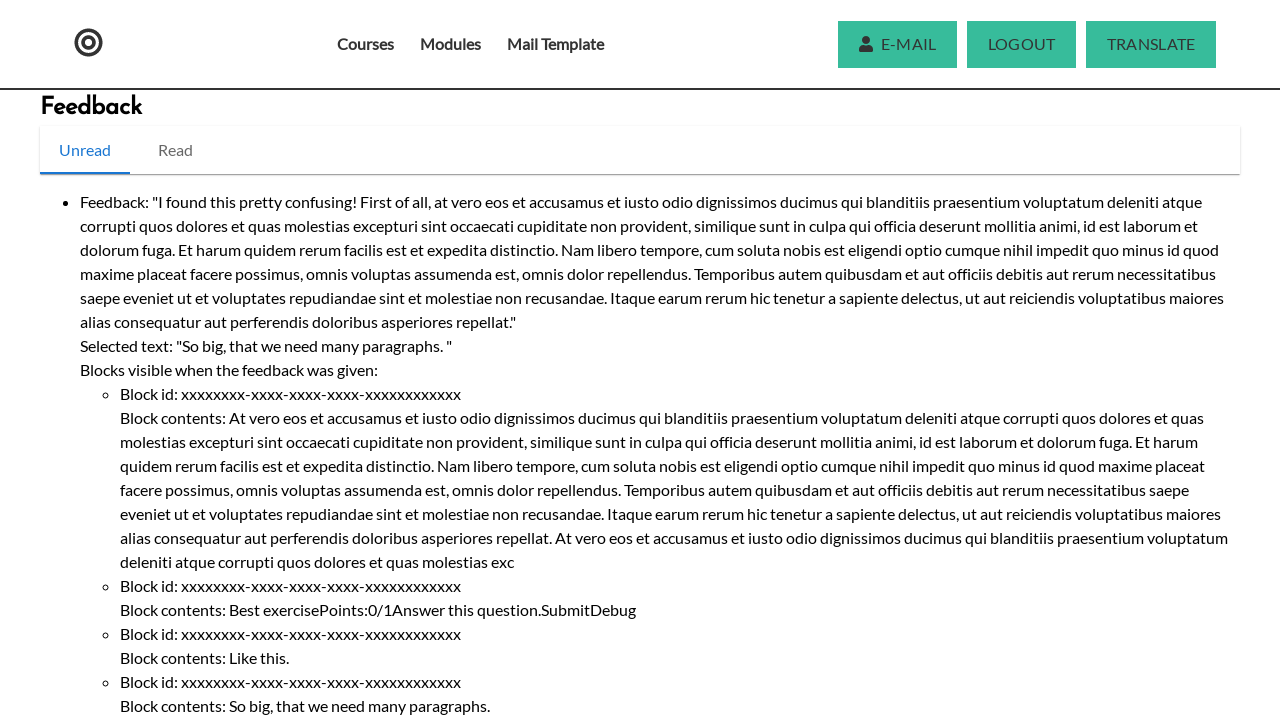 Courses Modules Mail Template E-MAIL LOGOUT TRANSLATE
Feedback
Unread Read
Feedback: "I found this pretty confusing! First of all, at vero eos et accusamus et iusto odio dignissimos ducimus qui blanditiis praesentium voluptatum deleniti atque
corrupti quos dolores et quas molestias excepturi sint occaecati cupiditate non provident, similique sunt in culpa qui officia deserunt mollitia animi, id est laborum et
dolorum fuga. Et harum quidem rerum facilis est et expedita distinctio. Nam libero tempore, cum soluta nobis est eligendi optio cumque nihil impedit quo minus id quod
maxime placeat facere possimus, omnis voluptas assumenda est, omnis dolor repellendus. Temporibus autem quibusdam et aut officiis debitis aut rerum necessitatibus
saepe eveniet ut et voluptates repudiandae sint et molestiae non recusandae. Itaque earum rerum hic tenetur a sapiente delectus, ut aut reiciendis voluptatibus maiores
alias consequatur aut perferendis doloribus asperiores repellat."
Selected text: "So big, that we need many paragraphs. "
Blocks visible when the feedback was given:
Block id: xxxxxxxx-xxxx-xxxx-xxxx-xxxxxxxxxxxx
Block contents: At vero eos et accusamus et iusto odio dignissimos ducimus qui blanditiis praesentium voluptatum deleniti atque corrupti quos dolores et quas
molestias excepturi sint occaecati cupiditate non provident, similique sunt in culpa qui officia deserunt mollitia animi, id est laborum et dolorum fuga. Et harum
quidem rerum facilis est et expedita distinctio. Nam libero tempore, cum soluta nobis est eligendi optio cumque nihil impedit quo minus id quod maxime placeat
facere possimus, omnis voluptas assumenda est, omnis dolor repellendus. Temporibus autem quibusdam et aut officiis debitis aut rerum necessitatibus saepe
eveniet ut et voluptates repudiandae sint et molestiae non recusandae. Itaque earum rerum hic tenetur a sapiente delectus, ut aut reiciendis voluptatibus maiores
alias consequatur aut perferendis doloribus asperiores repellat. At vero eos et accusamus et iusto odio dignissimos ducimus qui blanditiis praesentium voluptatum
deleniti atque corrupti quos dolores et quas molestias exc
Block id: xxxxxxxx-xxxx-xxxx-xxxx-xxxxxxxxxxxx
Block contents: Best exercisePoints:0/1Answer this question.SubmitDebug
Block id: xxxxxxxx-xxxx-xxxx-xxxx-xxxxxxxxxxxx
Block contents: Like this.
Block id: xxxxxxxx-xxxx-xxxx-xxxx-xxxxxxxxxxxx
Block contents: So big, that we need many paragraphs.